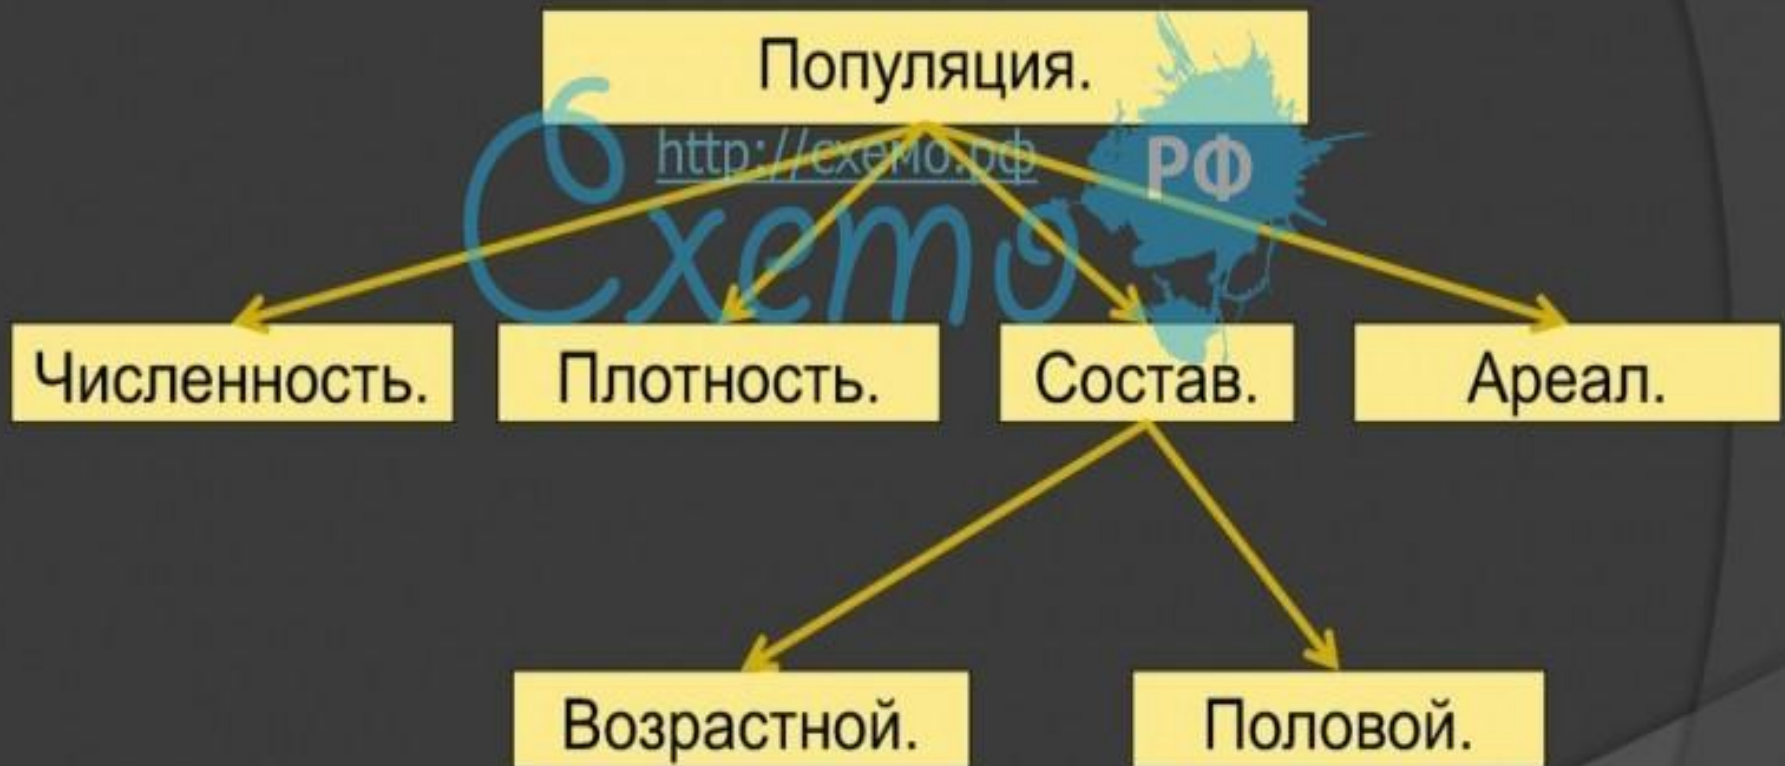 Популяция.
http://схемо.рф
Схемо
РФ
Численность.
Плотность.
Состав.
Ареал.
Возрастной.
Половой.